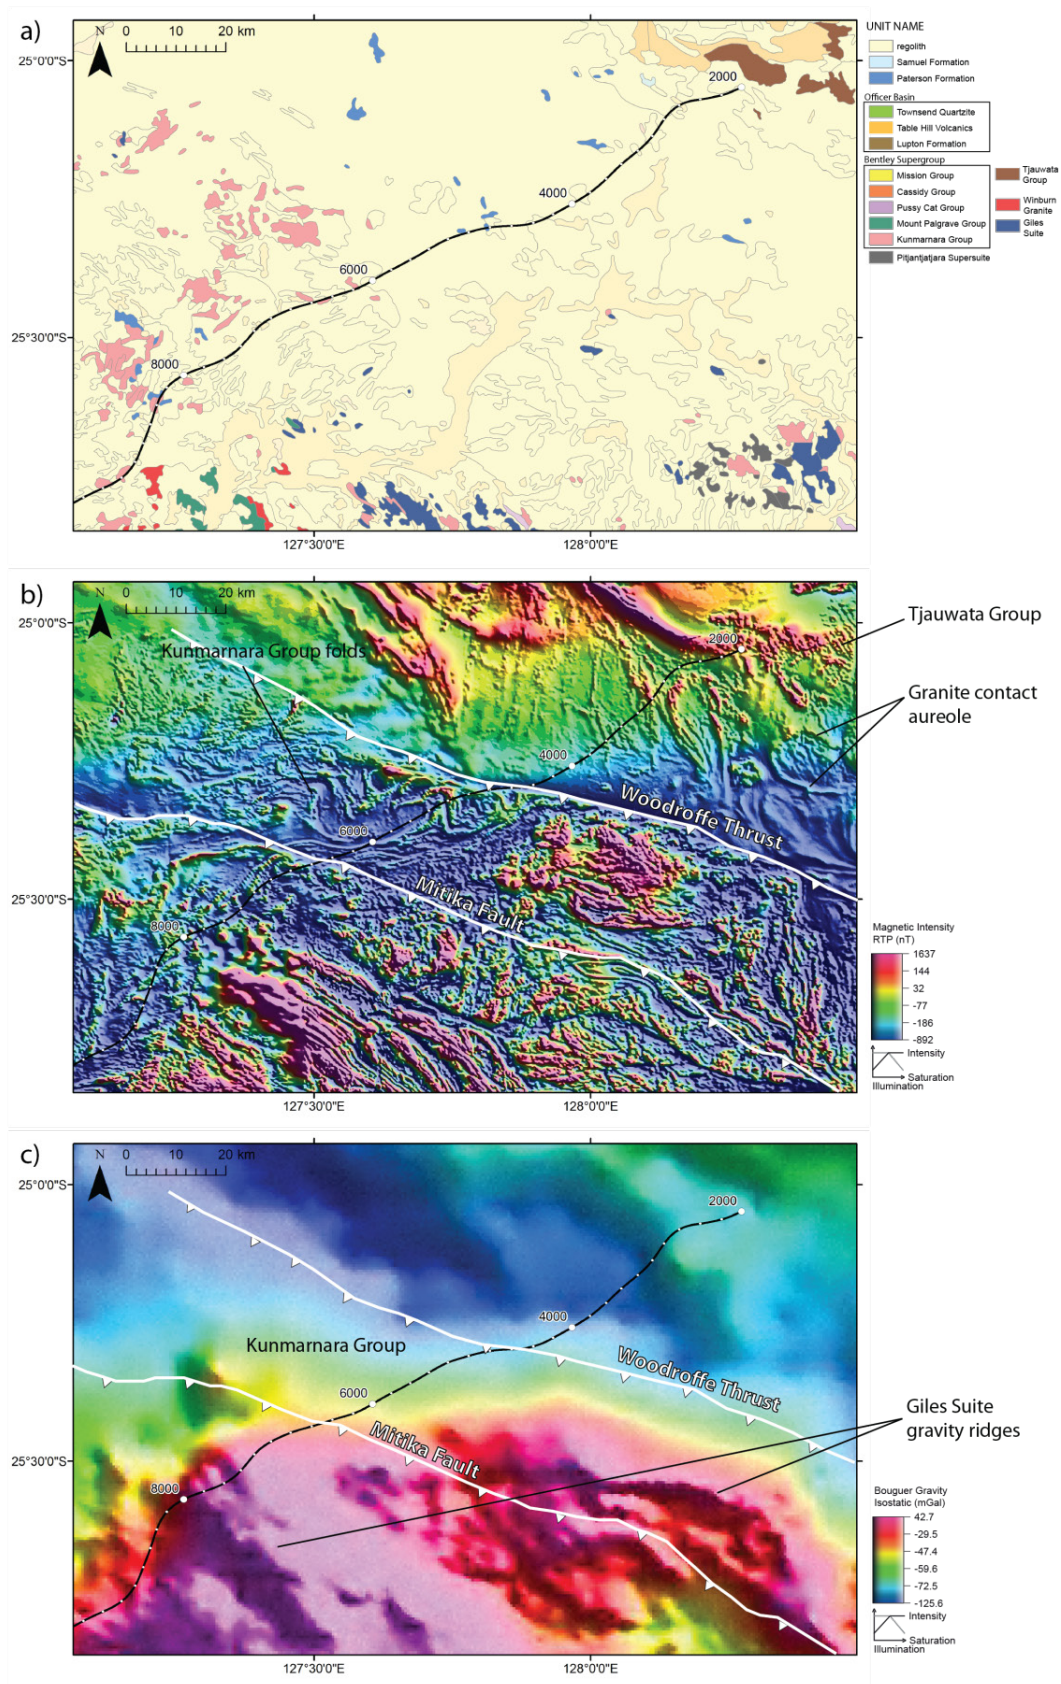 a)
N 0 10 20 km
25°0'0"S
25°30'0"S
127°30'0"E 128°0'0"E
2000
4000
6000
8000
UNIT NAME
regolith
Samuel Formation
Paterson Formation
Officer Basin
Townsend Quartzite
Table Hill Volcanics
Lupton Formation
Bentley Supergroup
Mission Group
Cassidy Group
Pussy Cat Group
Mount Palgrave Group
Kunmarnara Group
Pitjantjatjara Supersuite
Tjauwata
Group
Winburn
Granite
Giles
Suite
b)
N 0 10 20 km
25°0'0"S
25°30'0"S
127°30'0"E 128°0'0"E
2000
4000
6000
8000
Kunmarnara Group folds
Woodroffe Thrust
Mitika Fault
Tjauwata Group
Granite contact
aureole
Magnetic Intensity
RTP (nT)
1637
144
32
-77
-186
-892
Intensity
Saturation
Illumination
c)
N 0 10 20 km
25°0'0"S
25°30'0"S
127°30'0"E 128°0'0"E
2000
4000
6000
8000
Kunmarnara Group
Woodroffe Thrust
Mitika Fault
Giles Suite
gravity ridges
Bouguer Gravity
Isostatic (mGal)
42.7
-29.5
-47.4
-59.6
-72.5
-125.6
Intensity
Saturation
Illumination